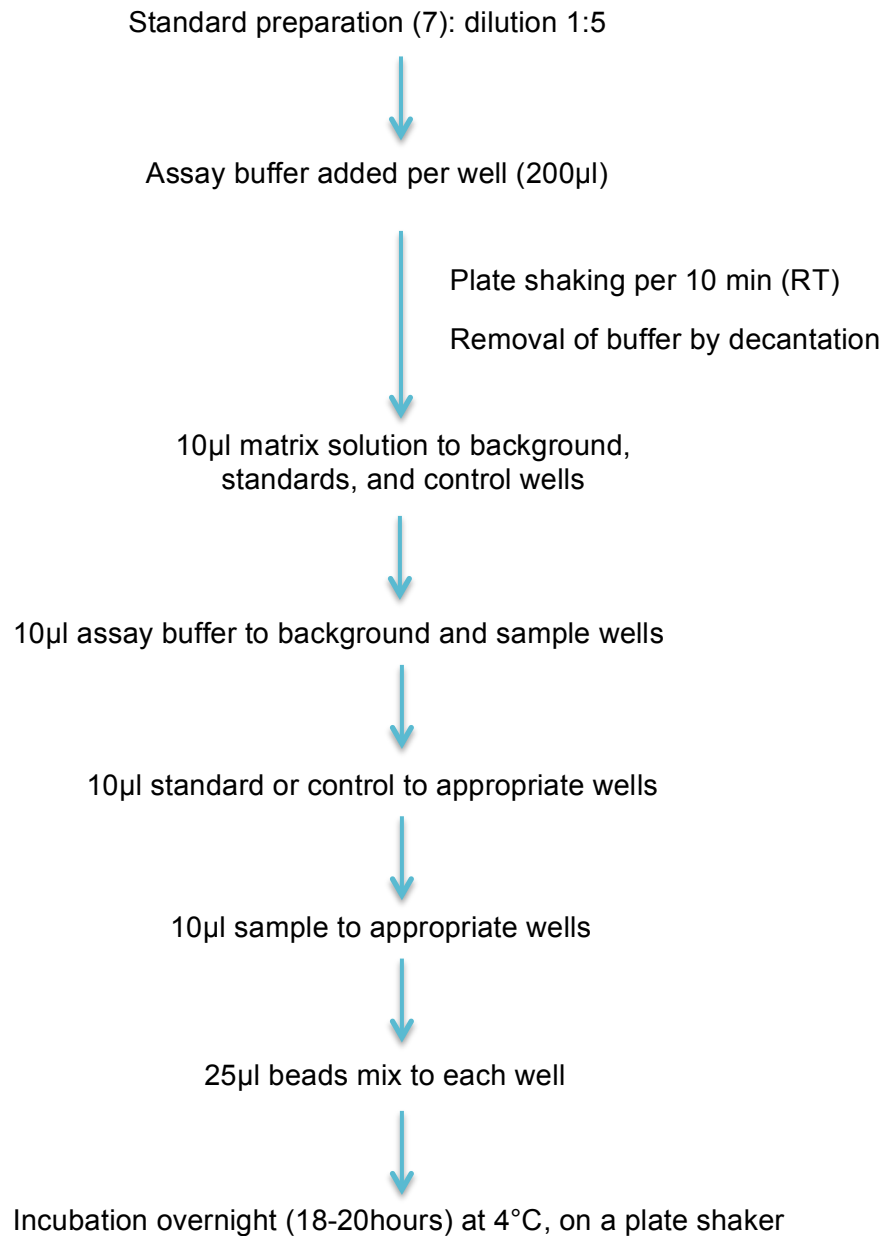 Standard preparation (7): dilution 1:5
Assay buffer added per well (200µl)
Plate shaking per 10 min (RT)
Removal of buffer by decantation
10µl matrix solution to background,
standards, and control wells
10µl assay buffer to background and sample wells
10µl standard or control to appropriate wells
10µl sample to appropriate wells
25µl beads mix to each well
Incubation overnight (18-20hours) at 4°C, on a plate shaker